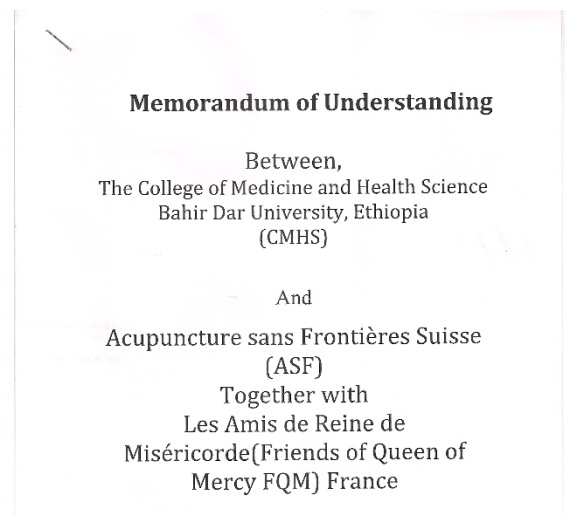 Memorandum of Understanding
Between,
The College of Medicine and Health Science
Bahir Dar University, Ethiopia
(CMHS)
And
Acupuncture sans Frontières Suisse
(ASF)
Together with
Les Amis de Reine de
Miséricorde(Friends of Queen of
Mercy FQM) France